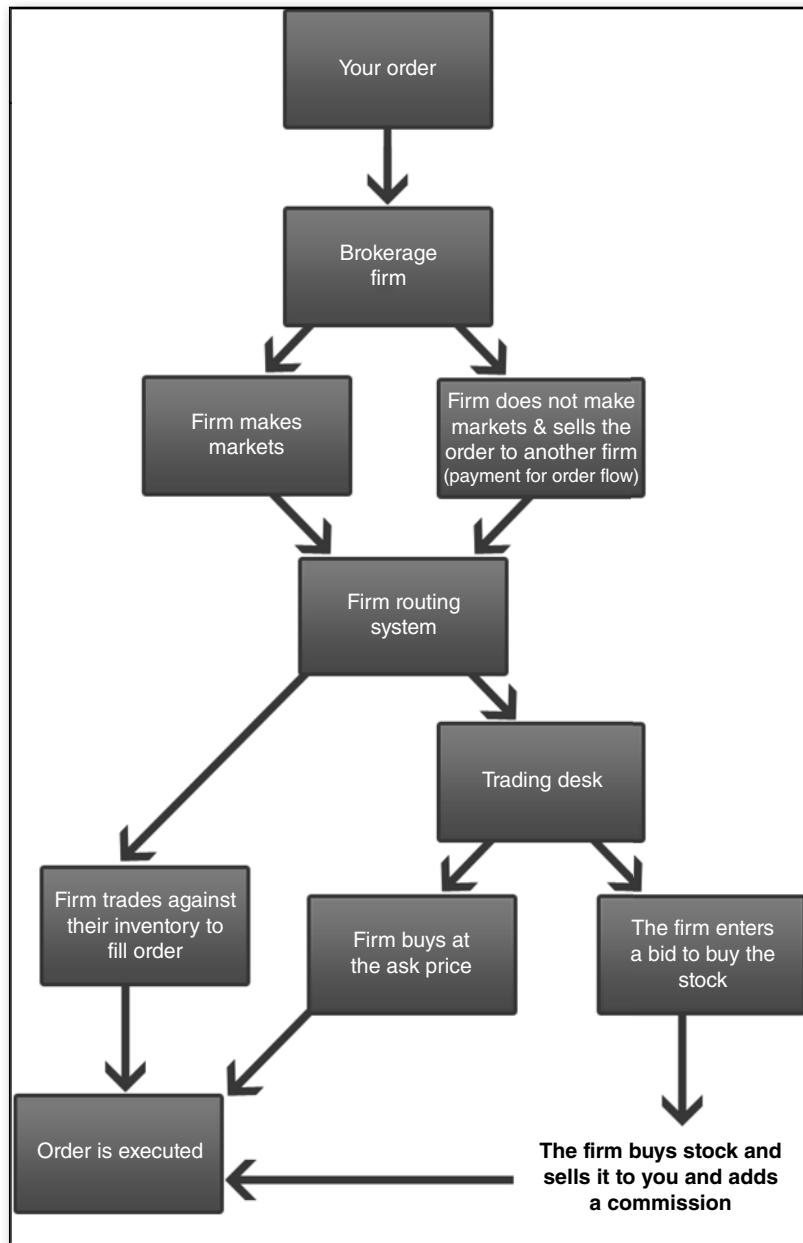 Your order
Brokerage
firm
Firm makes
markets
Firm does not make
markets & sells the
order to another firm
(payment for order flow)
Firm routing
system
Trading desk
Firm trades against
their inventory to
fill order
Firm buys at
the ask price
The firm enters
a bid to buy the
stock
Order is executed
The firm buys stock and
sells it to you and adds
a commission